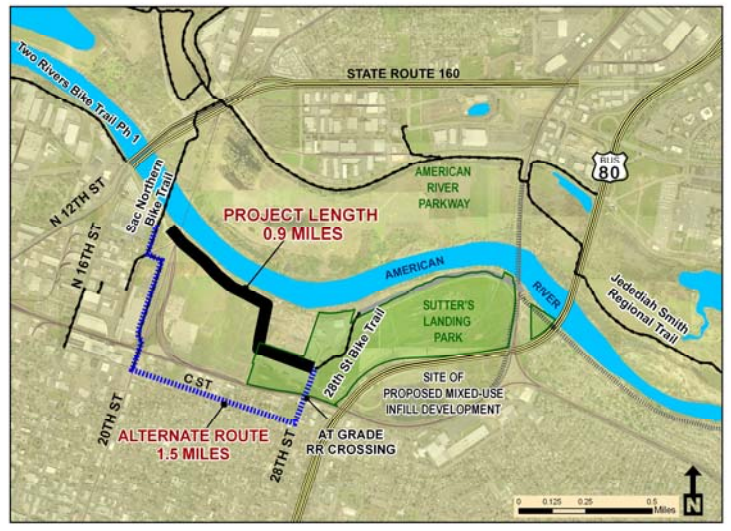 Two Rivers Bike Trail Ph 1
STATE ROUTE 160
BUS
80
N 12TH ST
Sac Northern
Bike Trail
AMERICAN
RIVER
PARKWAY
PROJECT LENGTH
0.9 MILES
N 16TH ST
AMERICAN
RIVER
Jedediah Smith
Regional Trail
SUTTER'S
LANDING
PARK
28th St Bike Trail
C ST
SITE OF
PROPOSED MIXED-USE
INFILL DEVELOPMENT
20TH ST
ALTERNATE ROUTE
1.5 MILES
28TH ST
AT GRADE
RR CROSSING
0 0.125 0.25 0.5
Miles
N